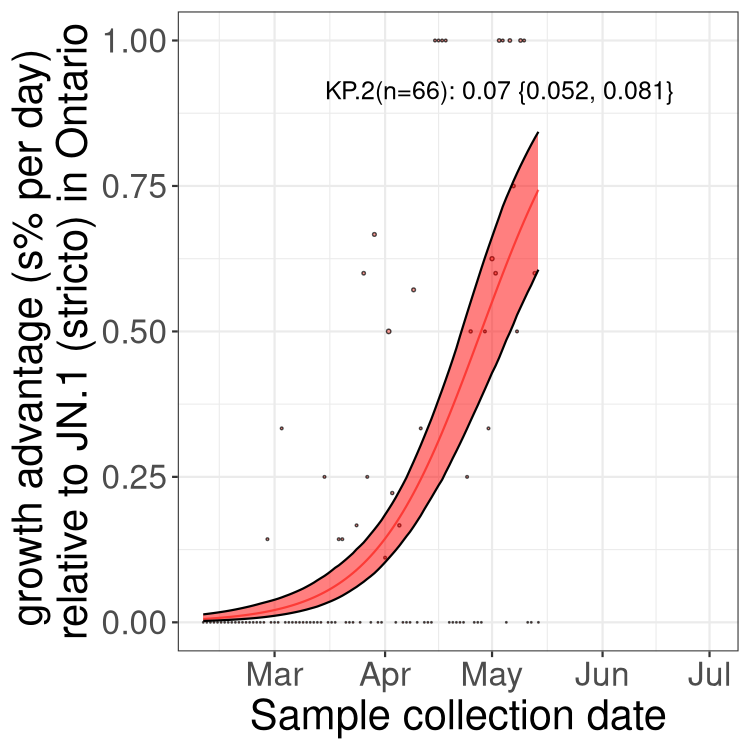 growth advantage (s% per day)
relative to JN.1 (stricto) in Ontario
1.00
0.75
0.50
0.25
0.00
KP.2(n=66): 0.07 {0.052, 0.081}
Mar Apr May Jun Jul
Sample collection date